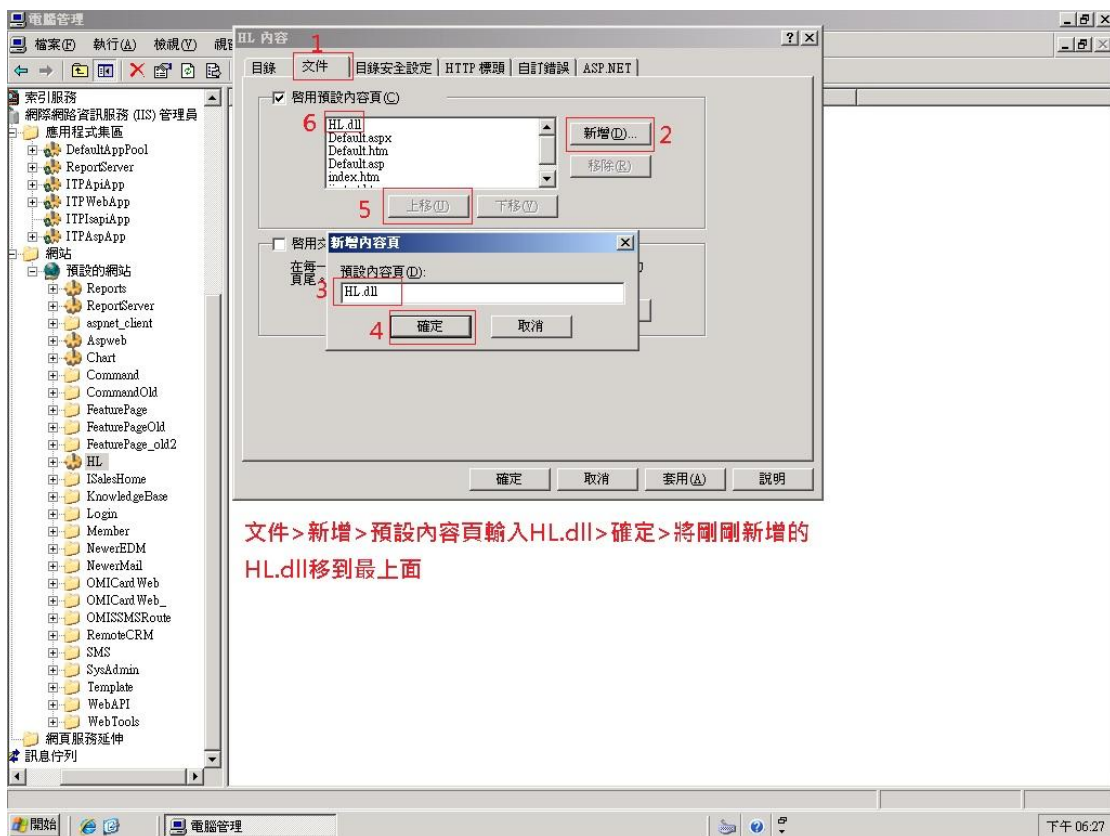 電腦管理
檔案(F) 執行(A) 檢視(V)
HL 內容
1
目錄 文件 目錄安全設定 HTTP 標頭 自訂錯誤 ASP.NET
啓用預設內容頁(C)
6 HL.dll
Default.aspx
Default.htm
Default.asp
index.htm
新增(D)... 2
移除(R)
5 上移(U) 下移(V)
新增內容頁
在每一
頁尾
預設內容頁(D):
3 HL.dll
4 確定 取消
確定 取消 套用(A) 說明
文件>新增>預設內容頁輸入HL.dll>確定>將剛剛新增的
HL.dll移到最上面
索引服務
網際網路資訊服務 (IIS) 管理員
應用程式集區
DefaultAppPool
ReportServer
ITPApiApp
ITPWebApp
ITPIsapiApp
ITPAspApp
網站
預設的網站
Reports
ReportServer
aspnet_client
Aspweb
Chart
Command
CommandOld
FeaturePage
FeaturePageOld
FeaturePage_old2
HL
ISalesHome
KnowledgeBase
Login
Member
NewerEDM
NewerMail
OMICard Web
OMICard Web_
OMISSMSRoute
RemoteCRM
SMS
SysAdmin
Template
WebAPI
WebTools
網頁服務延伸
訊息佇列
開始 電腦管理 下午 06:27